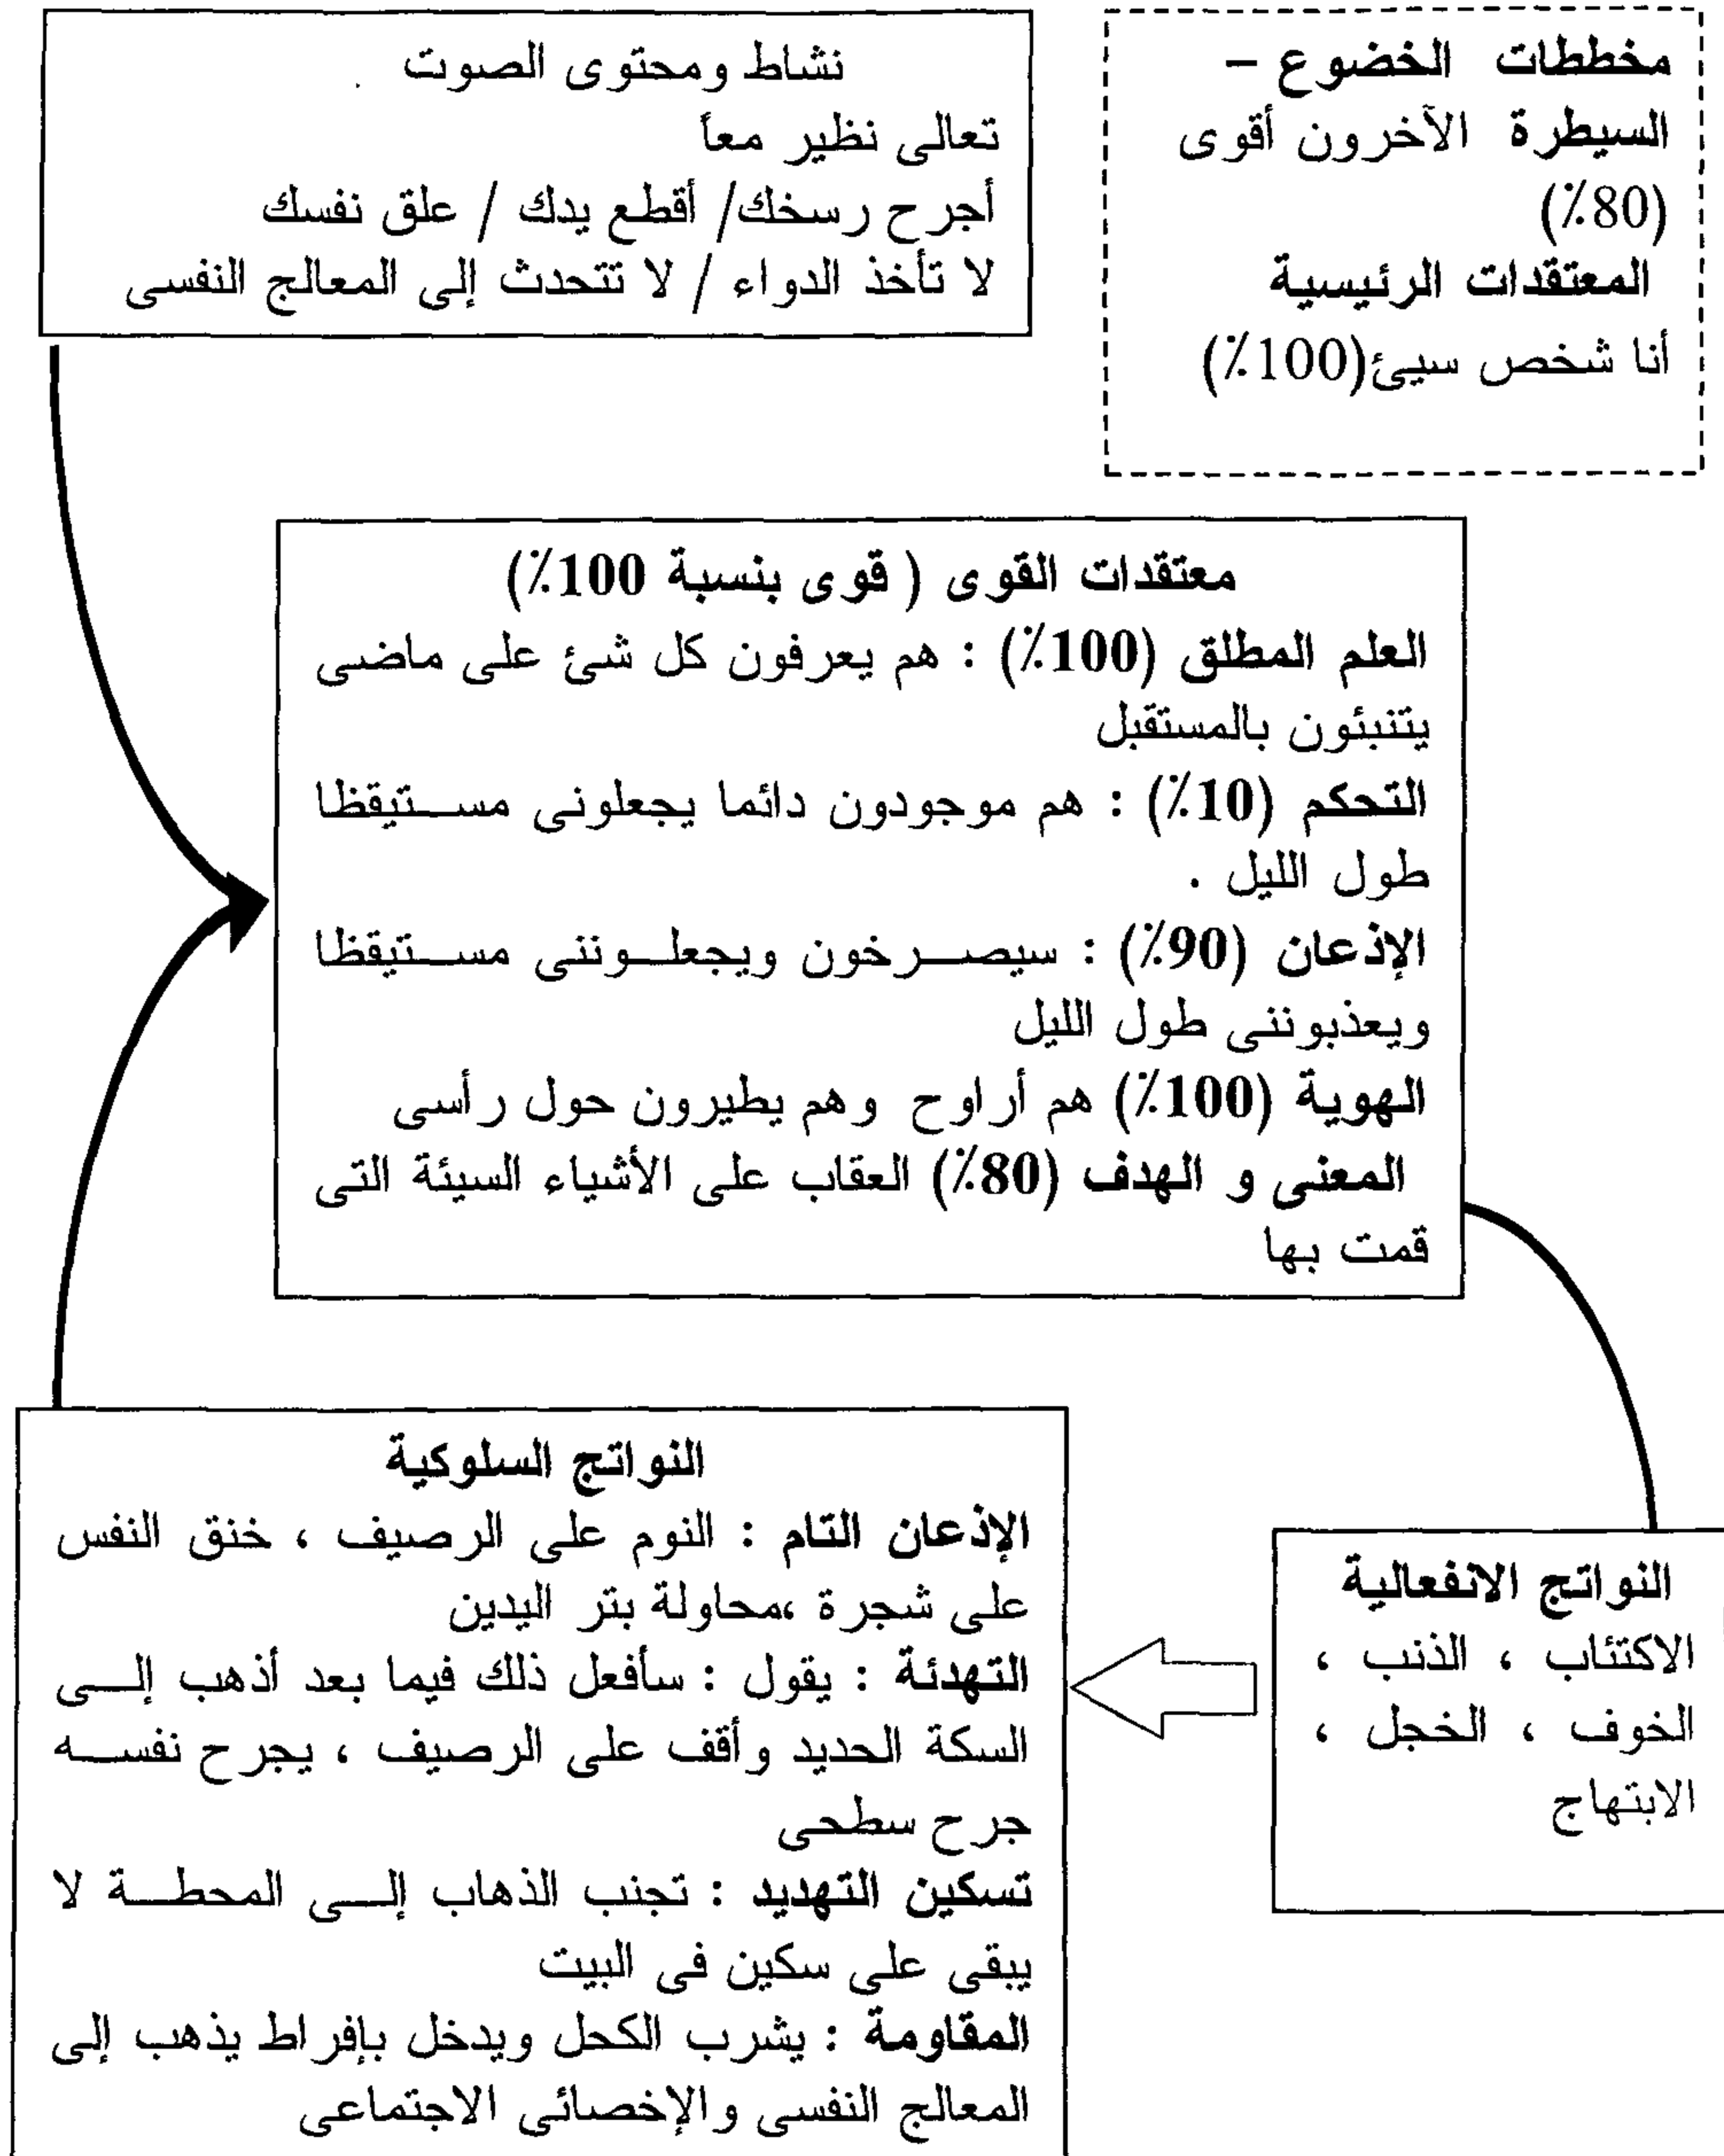 مخططات الخضوع –
السيطرة الآخرون أقوى
(80٪)
المعتقدات الرئيسية
أنا شخص سيئ(100٪)
نشاط ومحتوى الصوت
تعالى نظير معاً
أجرح رسخك/ أقطع يدك / علق نفسك
لا تأخذ الدواء / لا تتحدث إلى المعالج النفسى
معتقدات القوى ( قوى بنسبة 100٪)
العلم المطلق (100٪) : هم يعرفون كل شئ على ماضى
يتنبئون بالمستقبل
التحكم (10٪) : هم موجودون دائما يجعلونى مستيقظا
طول الليل .
الإذعان (90٪) : سيصرخون ويجعلوننى مستيقظا
ويعذبوننى طول الليل
الهوية (100٪) هم أراوح وهم يطيرون حول رأسى
المعنى و الهدف (80٪) العقاب على الأشياء السيئة التى
قمت بها
النواتج الانفعالية
الاكتئاب ، الذنب ،
الخوف ، الخجل ،
الابتهاج
النواتج السلوكية
الإذعان التام : النوم على الرصيف ، خنق النفس
على شجرة ،محاولة بتر اليدين
التهدئة : يقول : سأفعل ذلك فيما بعد أذهب إلى
السكة الحديد وأقف على الرصيف ، يجرح نفسه
جرح سطحى
تسكين التهديد : تجنب الذهاب إلى المحطة لا
يبقى على سكين فى البيت
المقاومة : يشرب الكحل ويدخل بإفراط يذهب إلى
المعالج النفسى والإخصائى الاجتماعى